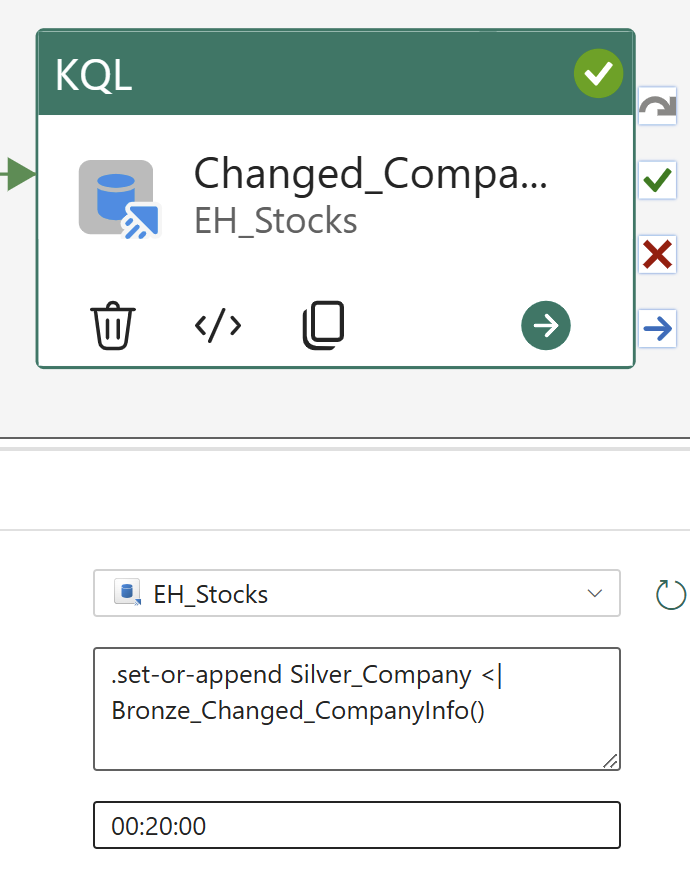 KQL
Changed_Compa...
EH_Stocks
EH_Stocks
.set-or-append Silver_Company <|
Bronze_Changed_CompanyInfo()
00:20:00